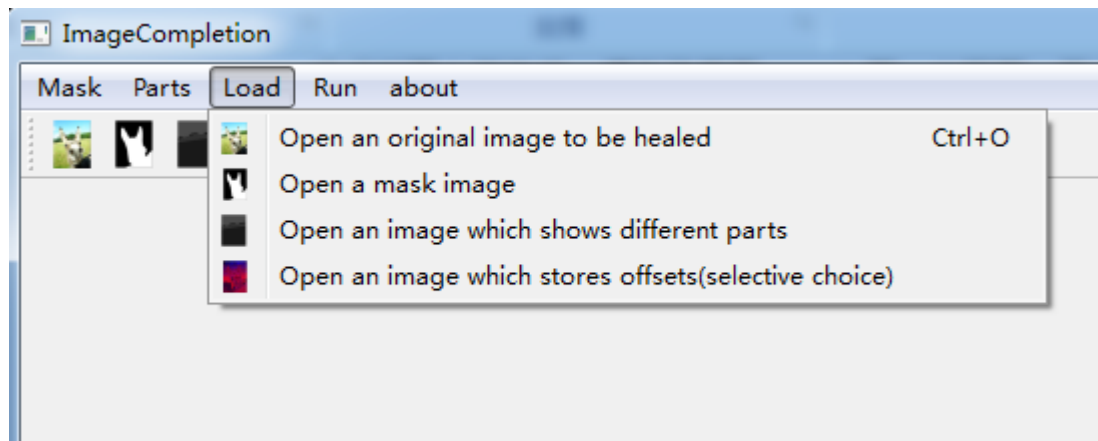 ImageCompletion
Mask Parts Load Run about
Open an original image to be healed Ctrl+O
Open a mask image
Open an image which shows different parts
Open an image which stores offsets(selective choice)